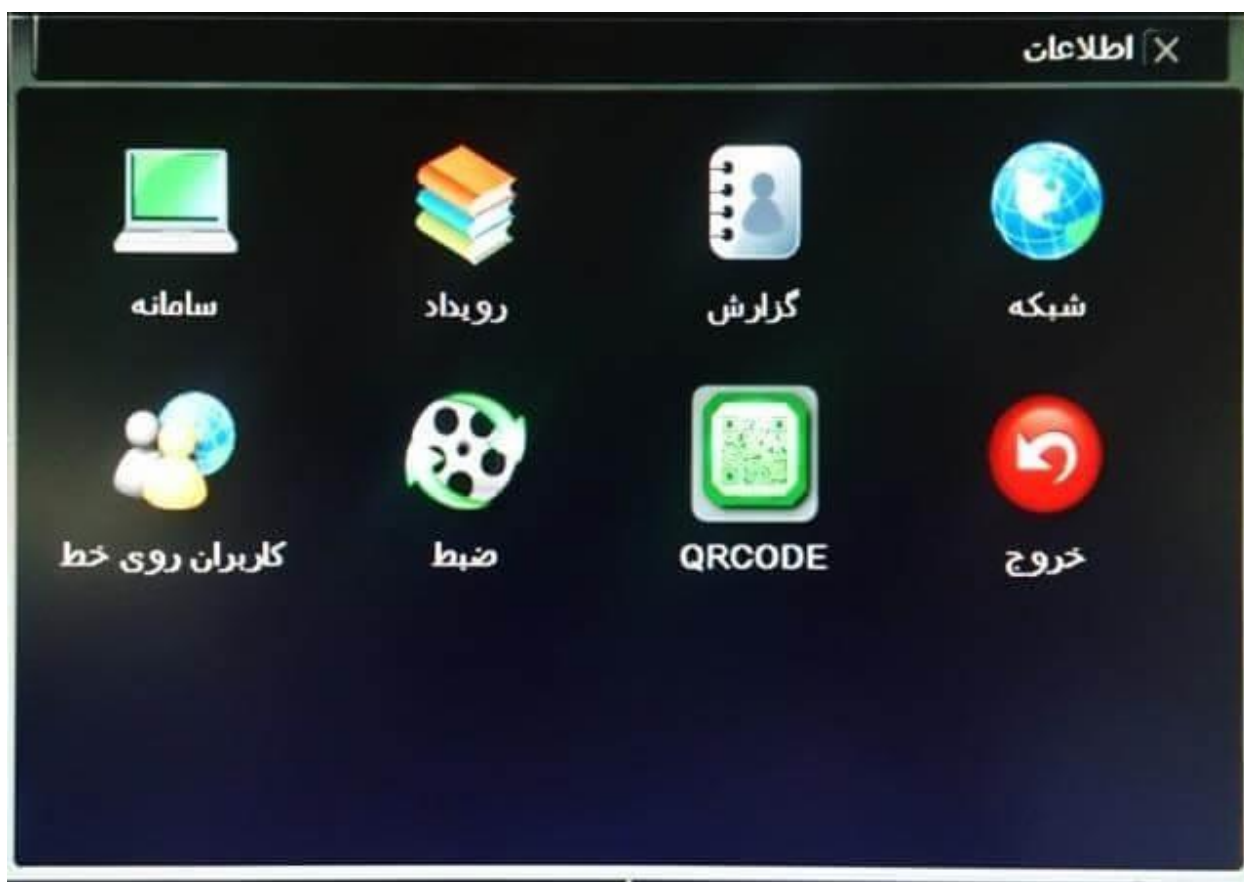 اطلاعات
شبکه
گزارش
رویداد
سامانه
خروج
QRCODE
ضبط
کاربران روی خط